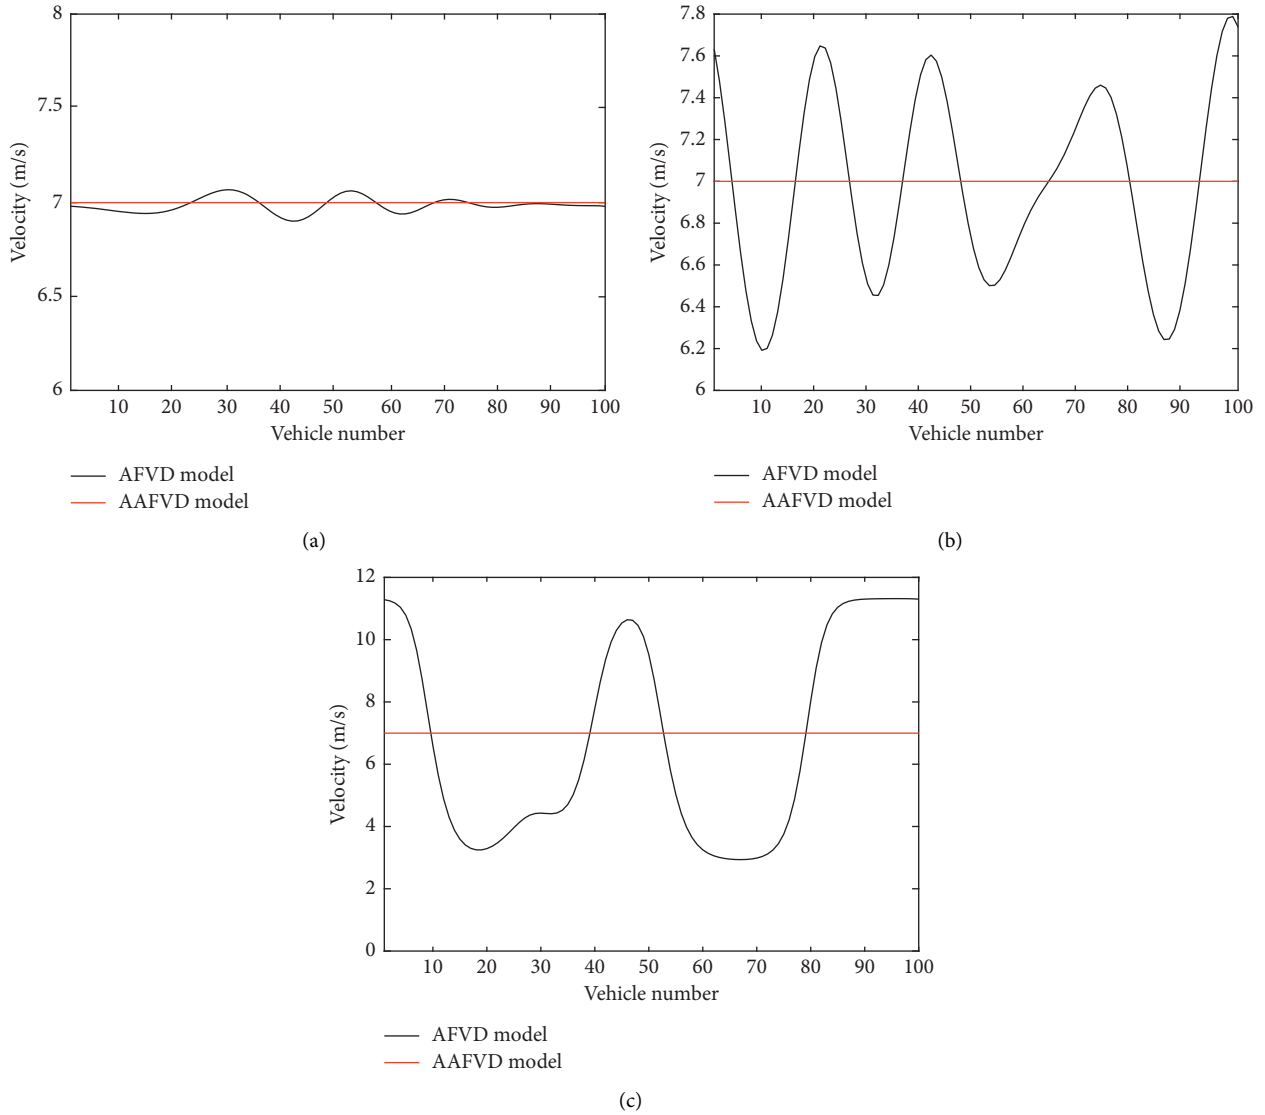 8
7.5
7
6.5
6
Velocity (m/s)
10 20 30 40 50 60 70 80 90 100
Vehicle number
AFVD model
AAFVD model
(a)
7.8
7.6
7.4
7.2
7
6.8
6.6
6.4
6.2
6
Velocity (m/s)
10 20 30 40 50 60 70 80 90 100
Vehicle number
AFVD model
AAFVD model
(b)
12
10
8
6
4
2
0
Velocity (m/s)
10 20 30 40 50 60 70 80 90 100
Vehicle number
AFVD model
AAFVD model
(c)